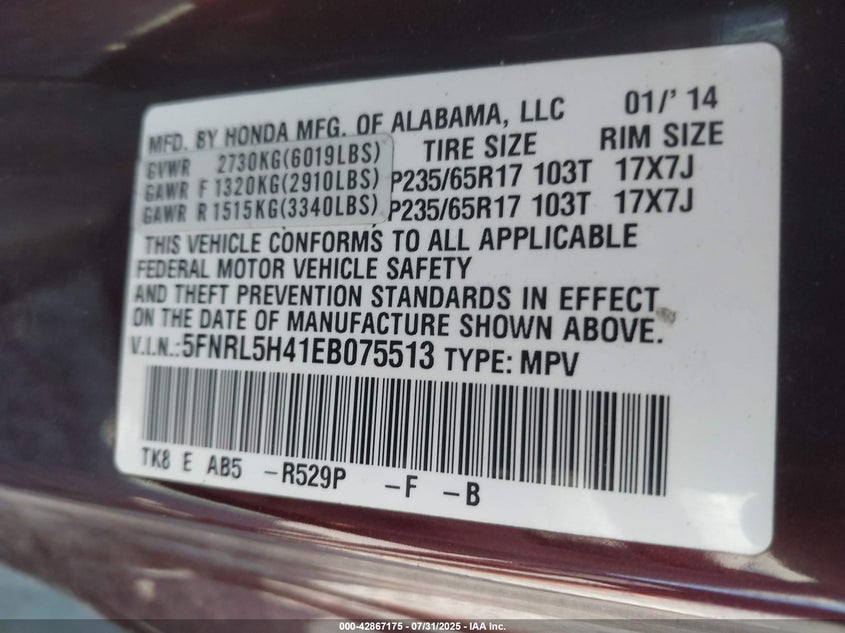 MFD. BY HONDA MFG. OF ALABAMA, LLC 01/' 14
GVWR 2730KG(6019LBS) TIRE SIZE RIM SIZE
GAWR F 1320KG(2910LBS) P235/65R17 103T 17X7J
GAWR R 1515KG(3340LBS) P235/65R17 103T 17X7J
THIS VEHICLE CONFORMS TO ALL APPLICABLE
FEDERAL MOTOR VEHICLE SAFETY
AND THEFT PREVENTION STANDARDS IN EFFECT
ON THE DATE OF MANUFACTURE SHOWN ABOVE.
V.I.N.:5FNRL5H41EB075513 TYPE: MPV
TK8 E AB5 -R529P -F -B
000-42867175 | 07/31/2025 - IAA Inc.